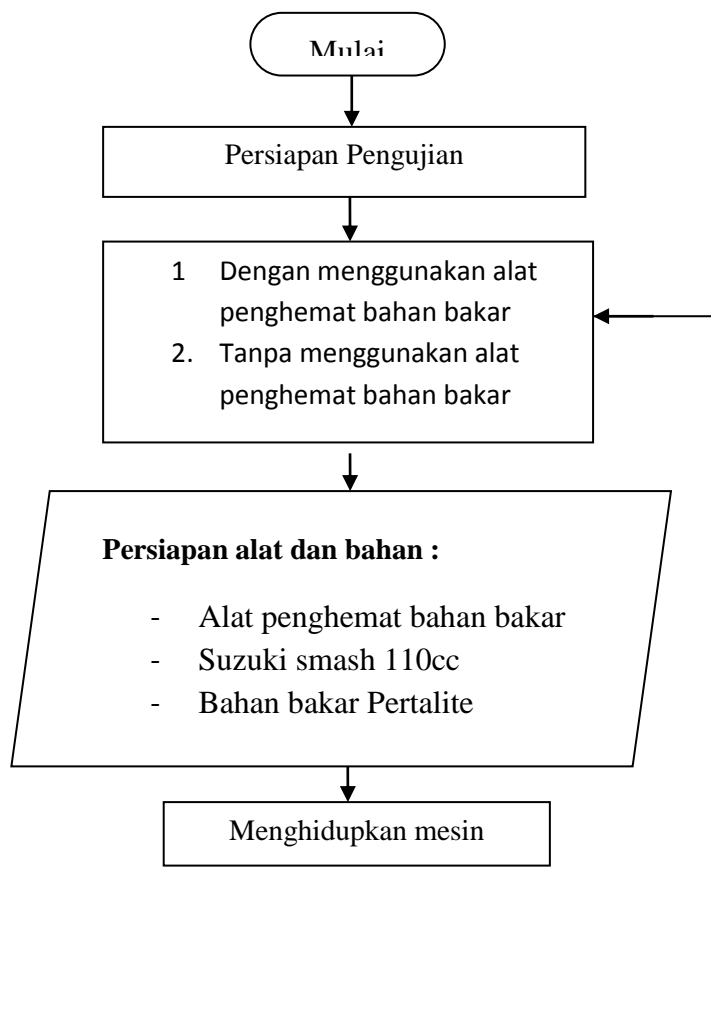 Mulai
Persiapan Pengujian
1 Dengan menggunakan alat
penghemat bahan bakar
2. Tanpa menggunakan alat
penghemat bahan bakar
Persiapan alat dan bahan :
- Alat penghemat bahan bakar
- Suzuki smash 110cc
- Bahan bakar Pertalite
Menghidupkan mesin